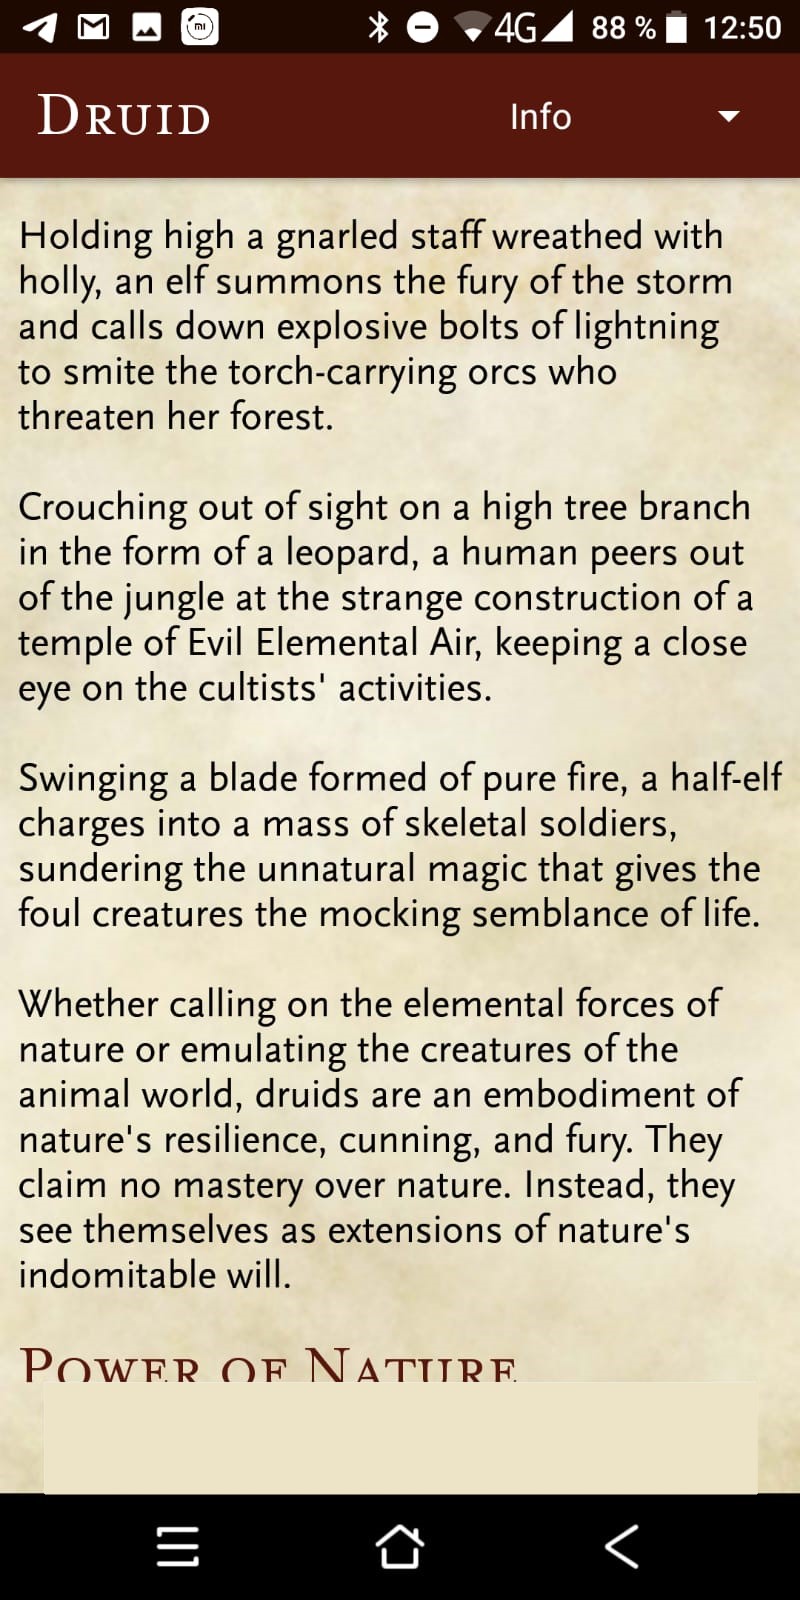 mi 4G 88 % 12:50
Druid Info
Holding high a gnarled staff wreathed with
holly, an elf summons the fury of the storm
and calls down explosive bolts of lightning
to smite the torch-carrying orcs who
threaten her forest.
Crouching out of sight on a high tree branch
in the form of a leopard, a human peers out
of the jungle at the strange construction of a
temple of Evil Elemental Air, keeping a close
eye on the cultists' activities.
Swinging a blade formed of pure fire, a half-elf
charges into a mass of skeletal soldiers,
sundering the unnatural magic that gives the
foul creatures the mocking semblance of life.
Whether calling on the elemental forces of
nature or emulating the creatures of the
animal world, druids are an embodiment of
nature's resilience, cunning, and fury. They
claim no mastery over nature. Instead, they
see themselves as extensions of nature's
indomitable will.
Power of Nature